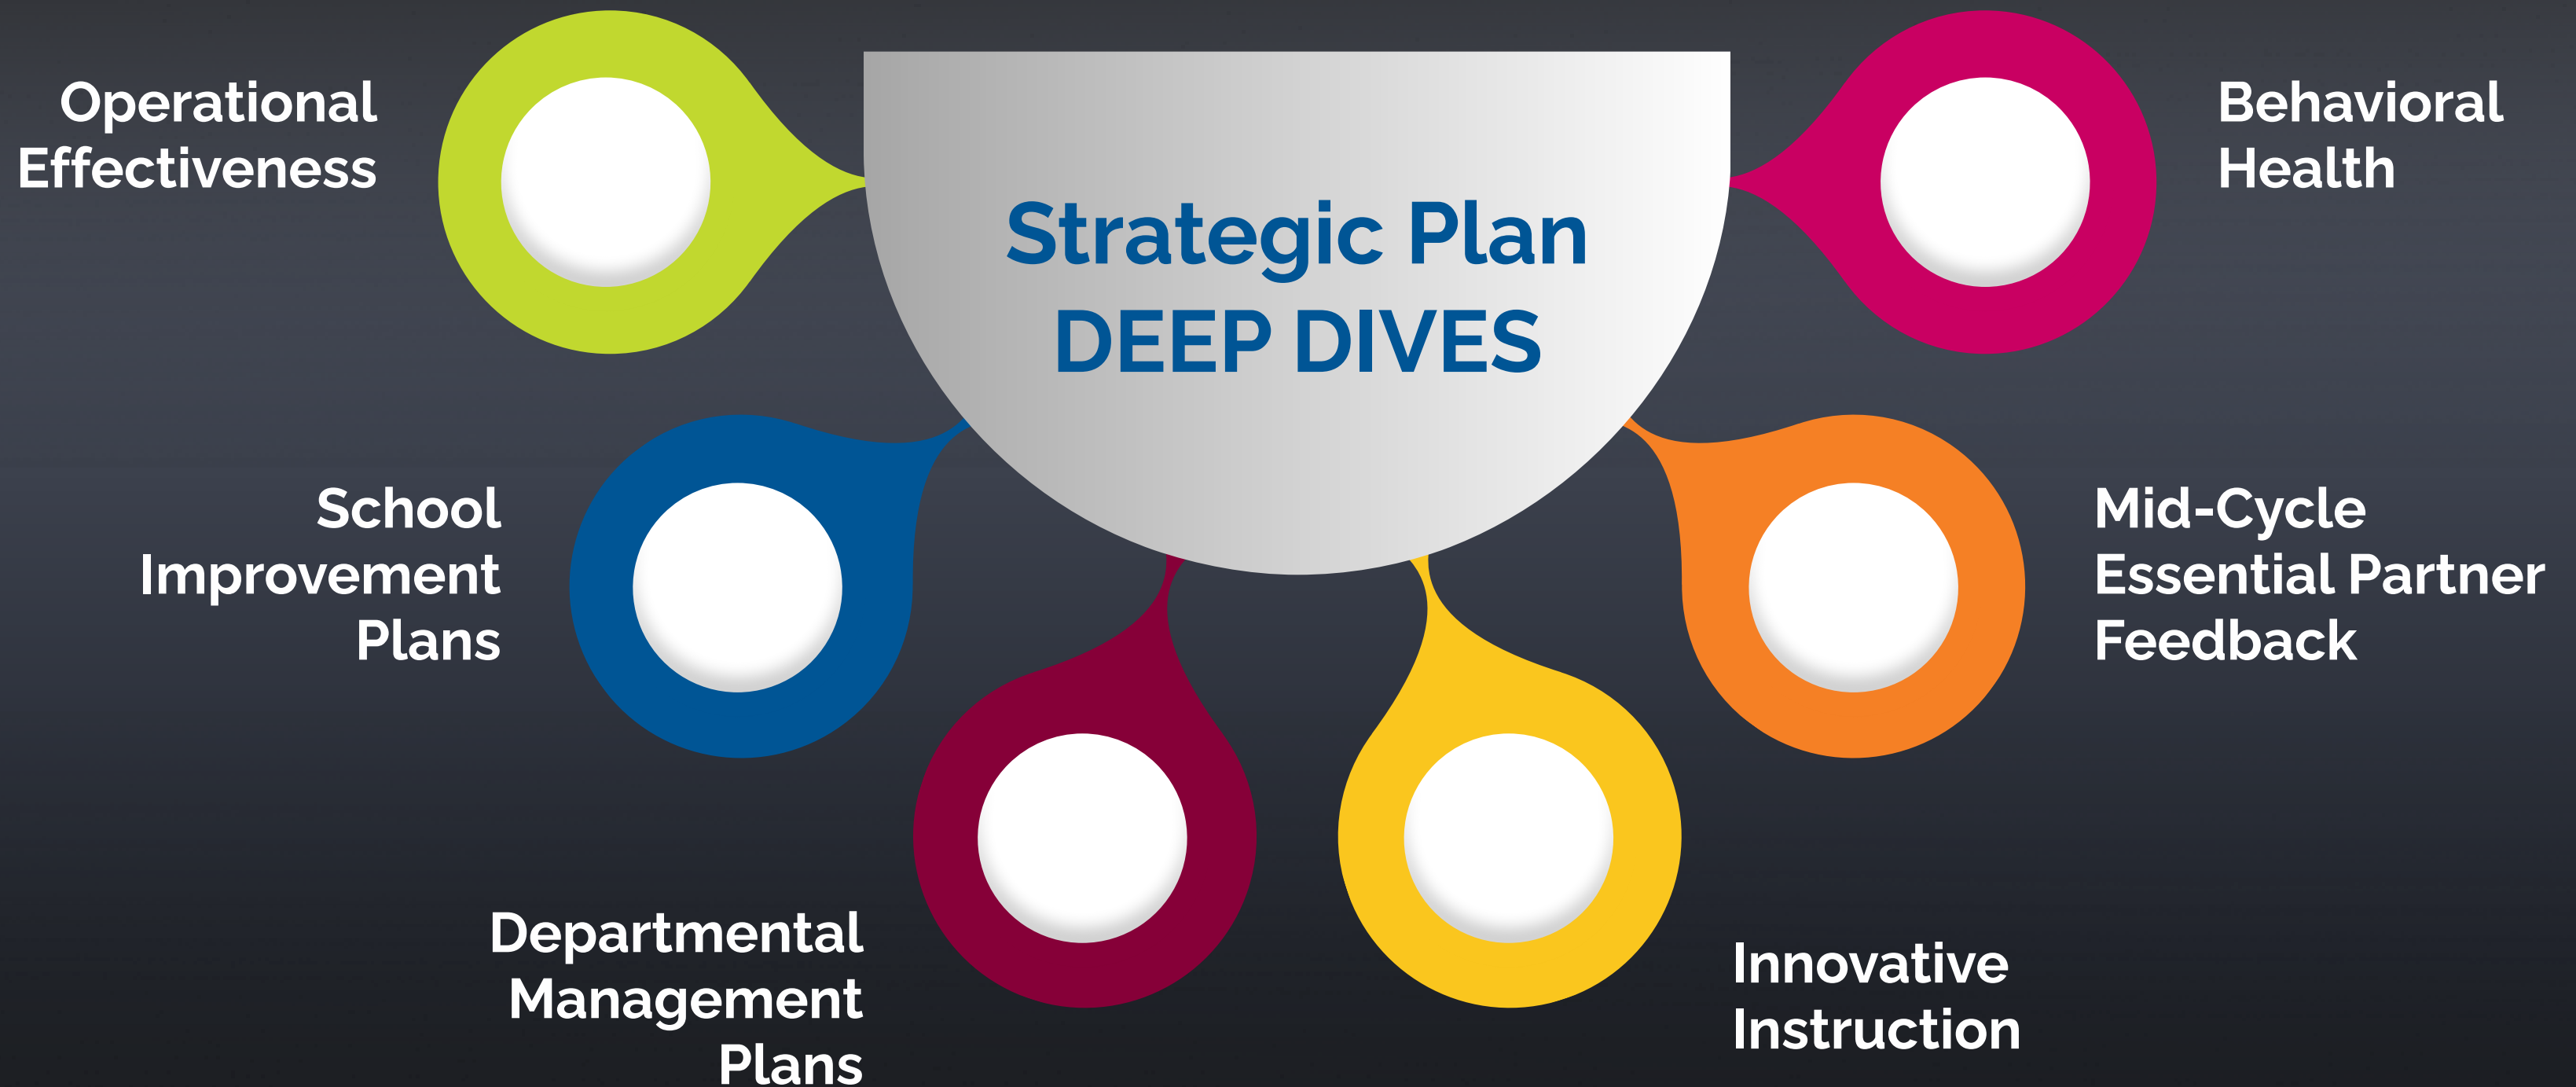 Strategic Plan
DEEP DIVES
Operational
Effectiveness
School
Improvement
Plans
Departmental
Management
Plans
Innovative
Instruction
Mid-Cycle
Essential Partner
Feedback
Behavioral
Health